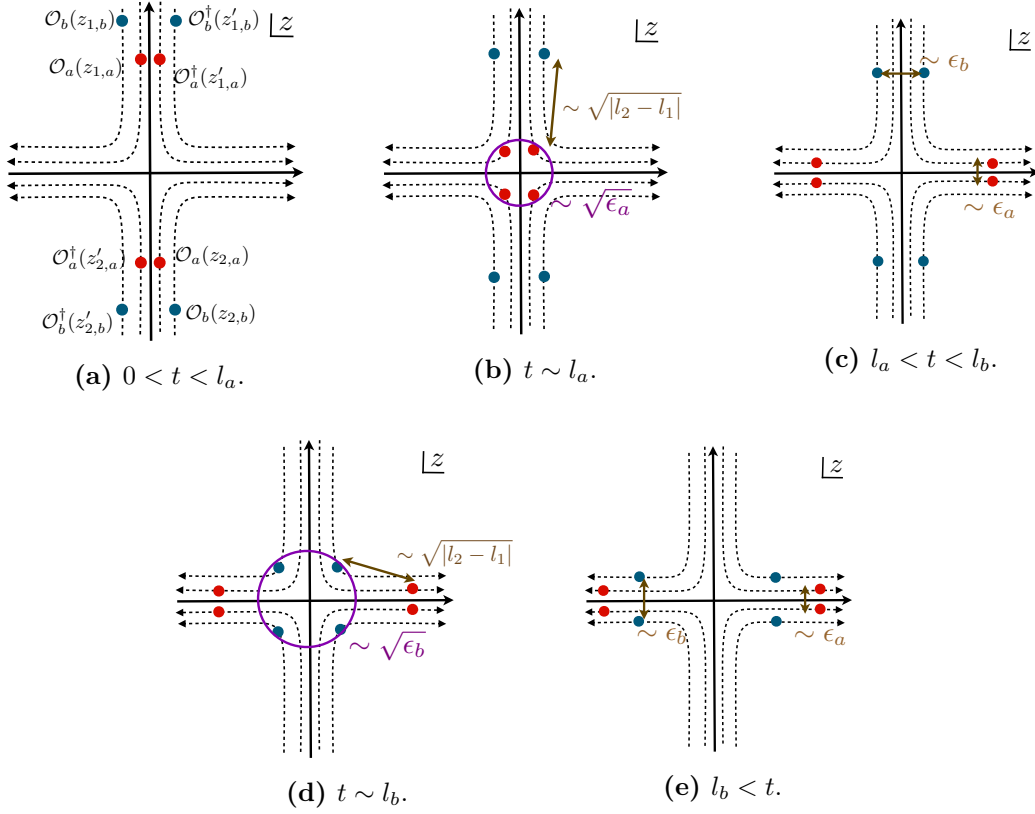 𝒪_b(z_{1,b}) 𝒪_b^†(z'_{1,b}) z
𝒪_a(z_{1,a}) 𝒪_a^†(z'_{1,a})
𝒪_a^†(z'_{2,a}) 𝒪_a(z_{2,a})
𝒪_b^†(z'_{2,b}) 𝒪_b(z_{2,b})
(a) 0 < t < l_a.
z
∼ √|l_2 − l_1|
∼ √ϵ_a
(b) t ∼ l_a.
z
∼ ϵ_b
∼ ϵ_a
(c) l_a < t < l_b.
z
∼ √|l_2 − l_1|
∼ √ϵ_b
(d) t ∼ l_b.
z
∼ ϵ_b ∼ ϵ_a
(e) l_b < t.